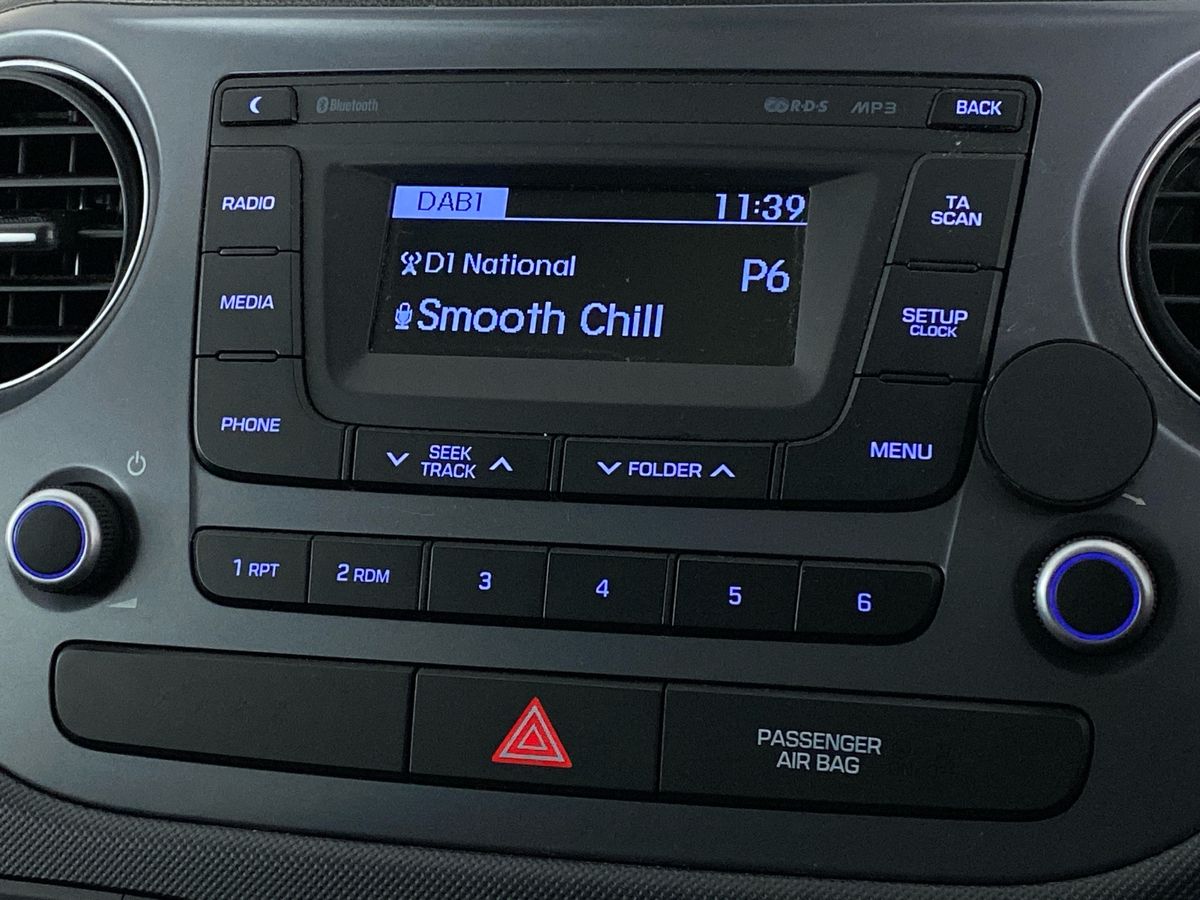 Bluetooth
R·D·S
MP3
BACK
RADIO
DAB1
11:39
TA
SCAN
D1 National
P6
MEDIA
Smooth Chill
SETUP
CLOCK
PHONE
SEEK
TRACK
FOLDER
MENU
1 RPT
2 RDM
3
4
5
6
PASSENGER
AIR BAG